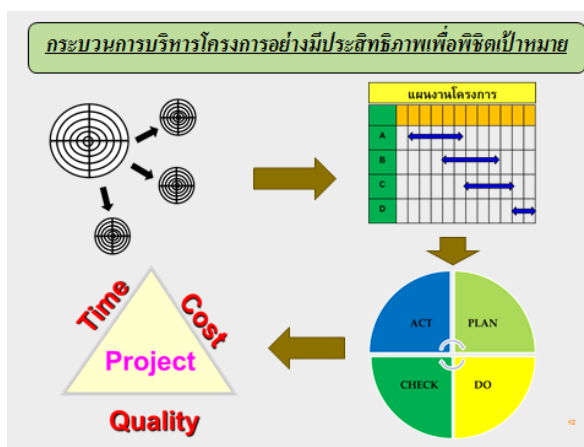 กระบวนการบริหารโครงการอย่างมีประสิทธิภาพเพื่อพิชิตเป้าหมาย
แผนงานโครงการ
A
B
C
D
Time
Cost
Project
Quality
ACT
PLAN
CHECK
DO
12